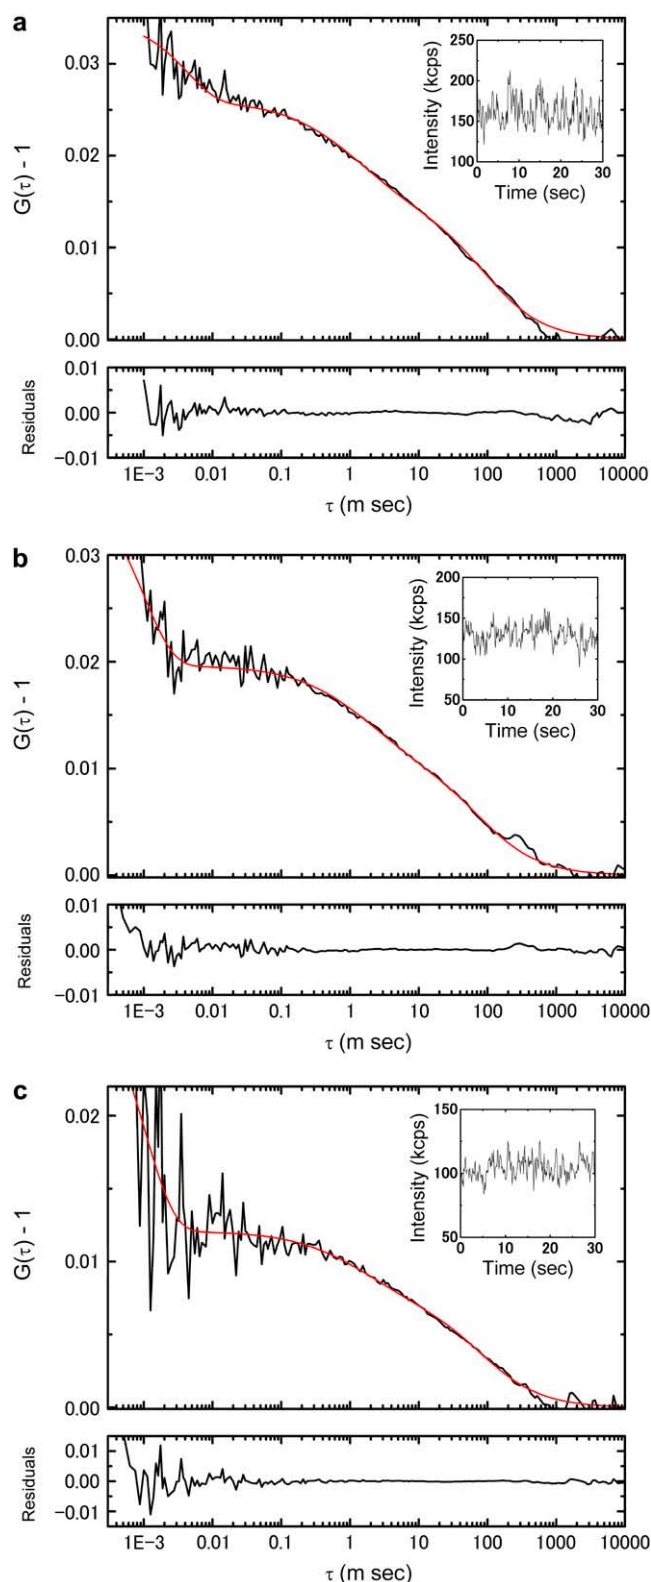 a
0.03
0.02
0.01
0.00
G(τ) - 1
250
200
150
100
Intensity (kcps)
0 10 20 30
Time (sec)
0.01
0.00
−0.01
Residuals
1E-3 0.01 0.1 1 10 100 1000 10000
τ (m sec)
b
0.03
0.02
0.01
0.00
G(τ) - 1
200
150
100
50
Intensity (kcps)
0 10 20 30
Time (sec)
0.01
0.00
−0.01
Residuals
1E-3 0.01 0.1 1 10 100 1000 10000
τ (m sec)
c
0.02
0.01
0.00
G(τ) - 1
150
100
50
Intensity (kcps)
0 10 20 30
Time (sec)
0.01
0.00
−0.01
Residuals
1E-3 0.01 0.1 1 10 100 1000 10000
τ (m sec)